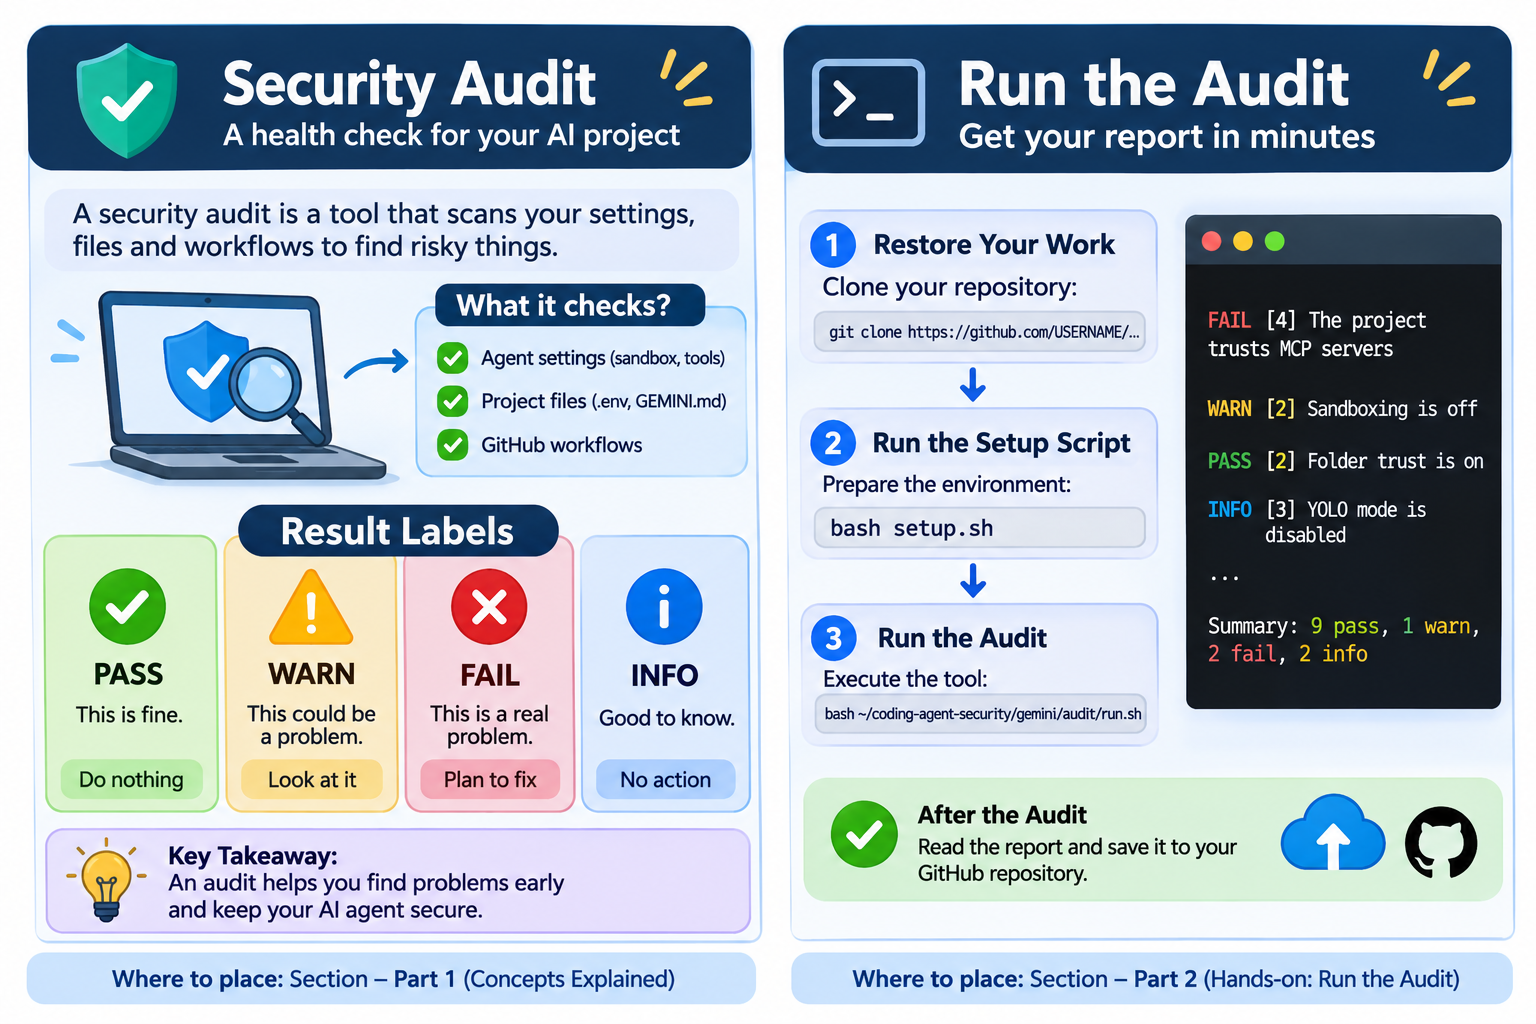 Security Audit
A health check for your AI project
A security audit is a tool that scans your settings,
files and workflows to find risky things.
What it checks?
Agent settings (sandbox, tools)
Project files (.env, GEMINI.md)
GitHub workflows
Result Labels
PASS
This is fine.
Do nothing
WARN
This could be
a problem.
Look at it
FAIL
This is a real
problem.
Plan to fix
INFO
Good to know.
No action
Key Takeaway:
An audit helps you find problems early
and keep your AI agent secure.
Where to place: Section – Part 1 (Concepts Explained)
Run the Audit
Get your report in minutes
1 Restore Your Work
Clone your repository:
git clone https://github.com/USERNAME/...
2 Run the Setup Script
Prepare the environment:
bash setup.sh
3 Run the Audit
Execute the tool:
bash ~/coding-agent-security/gemini/audit/run.sh
FAIL [4] The project
trusts MCP servers
WARN [2] Sandboxing is off
PASS [2] Folder trust is on
INFO [3] YOLO mode is
disabled
...
Summary: 9 pass, 1 warn,
2 fail, 2 info
After the Audit
Read the report and save it to your
GitHub repository.
Where to place: Section – Part 2 (Hands-on: Run the Audit)